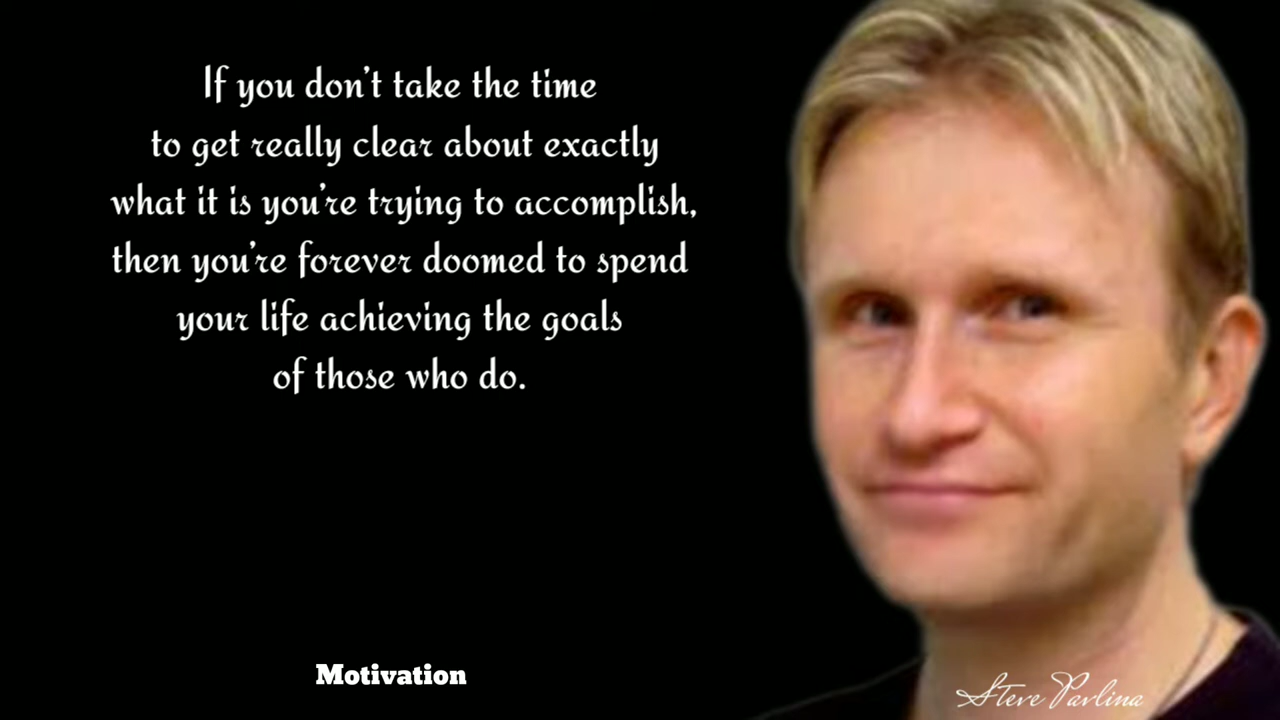 If you don't take the time
to get really clear about exactly
what it is you're trying to accomplish,
then you're forever doomed to spend
your life achieving the goals
of those who do.
Motivation
Steve Pavlina